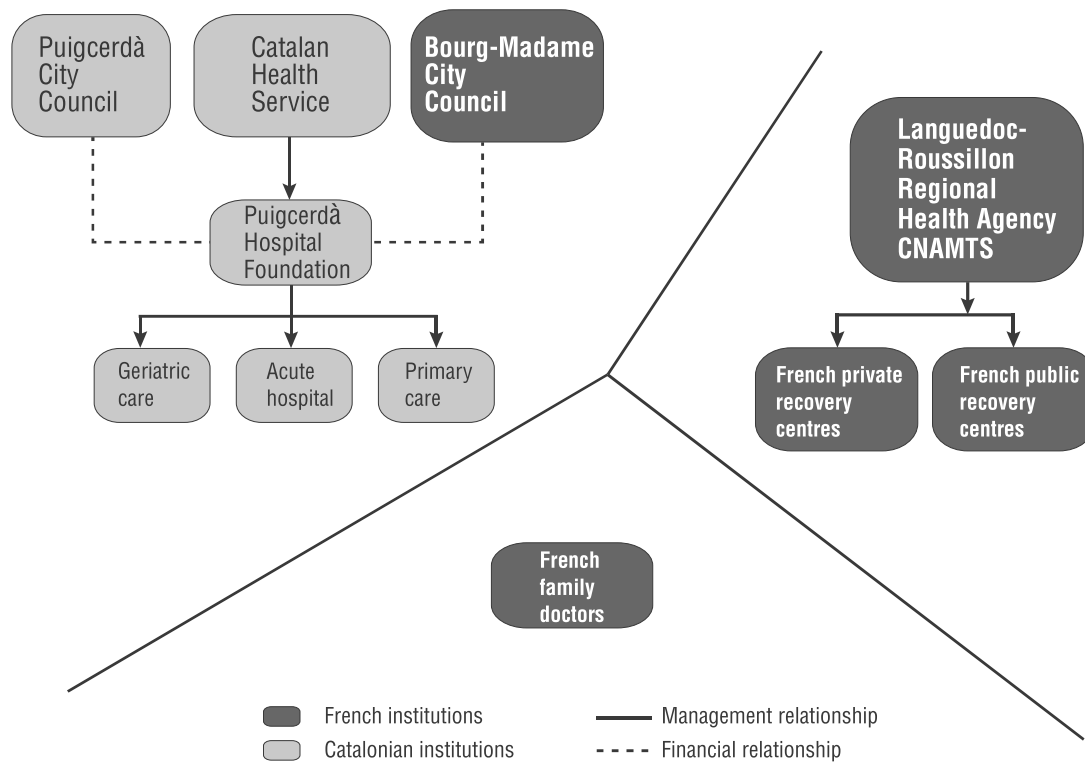 Puigcerdà
City
Council
Catalan
Health
Service
Bourg-Madame
City
Council
Puigcerdà
Hospital
Foundation
Geriatric
care
Acute
hospital
Primary
care
Languedoc-
Roussillon
Regional
Health Agency
CNAMTS
French private
recovery
centres
French public
recovery
centres
French
family
doctors
French institutions
Catalonian institutions
Management relationship
Financial relationship